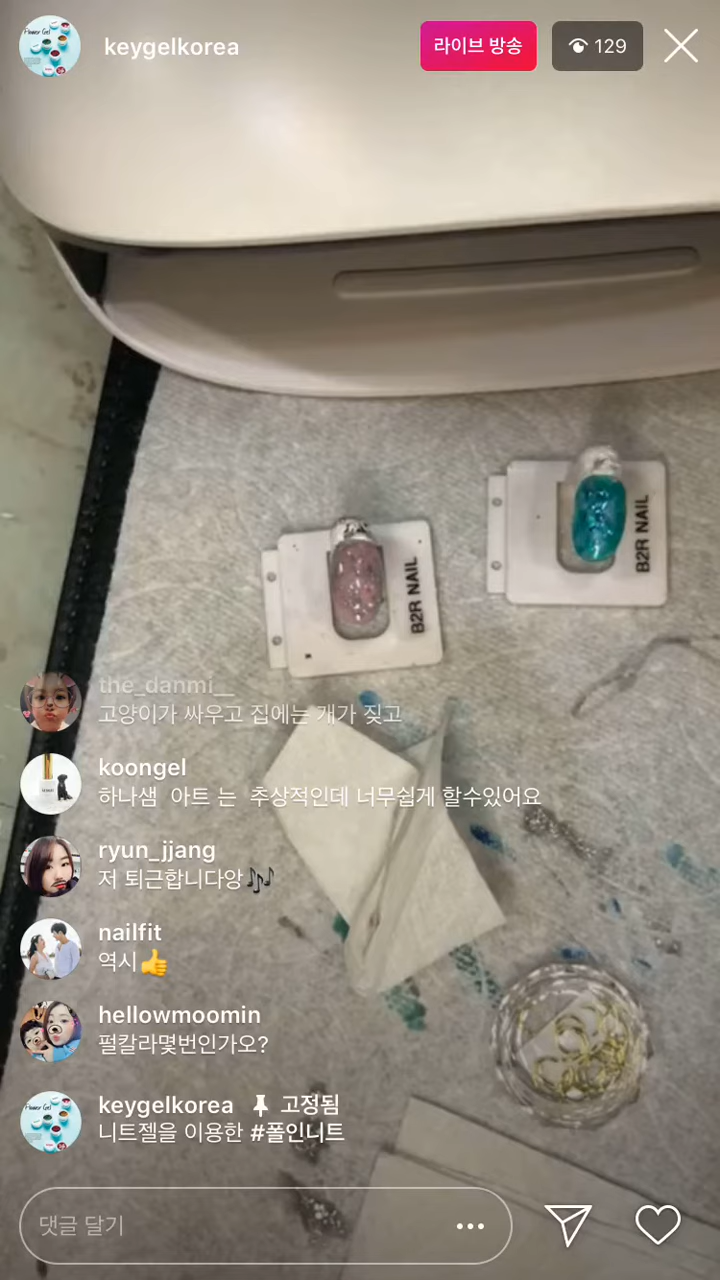 Power Gel
keygelkorea
라이브 방송
129
B2R NAIL
B2R NAIL
the_danmi__
고양이가 싸우고 집에는 개가 짖고
koongel
하나샘 아트 는 추상적인데 너무쉽게 할수있어요
ryun_jjang
저 퇴근합니다앙🎶
nailfit
역시👍
hellowmoomin
펄칼라몇번인가오?
keygelkorea 고정됨
니트젤을 이용한 #폴인니트
댓글 달기